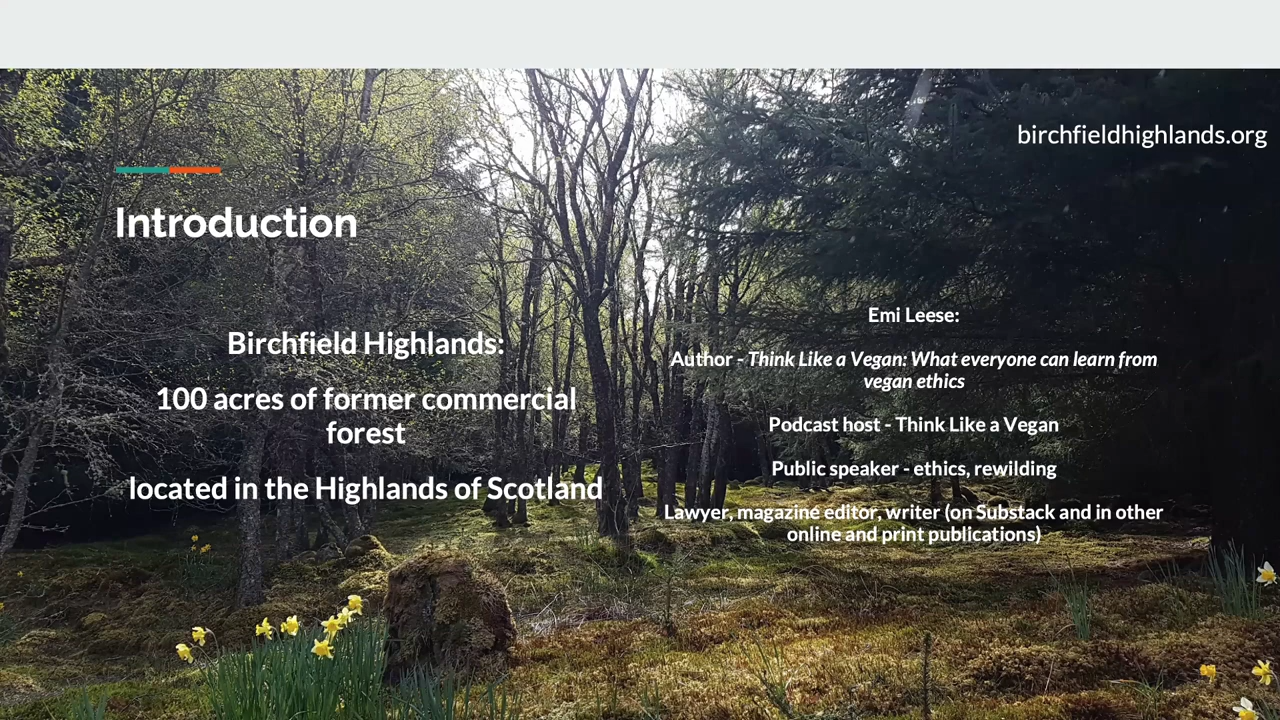 birchfieldhighlands.org
Introduction
Birchfield Highlands:
100 acres of former commercial
forest
located in the Highlands of Scotland
Emi Leese:
Author - Think Like a Vegan: What everyone can learn from
vegan ethics
Podcast host - Think Like a Vegan
Public speaker - ethics, rewilding
Lawyer, magazine editor, writer (on Substack and in other
online and print publications)